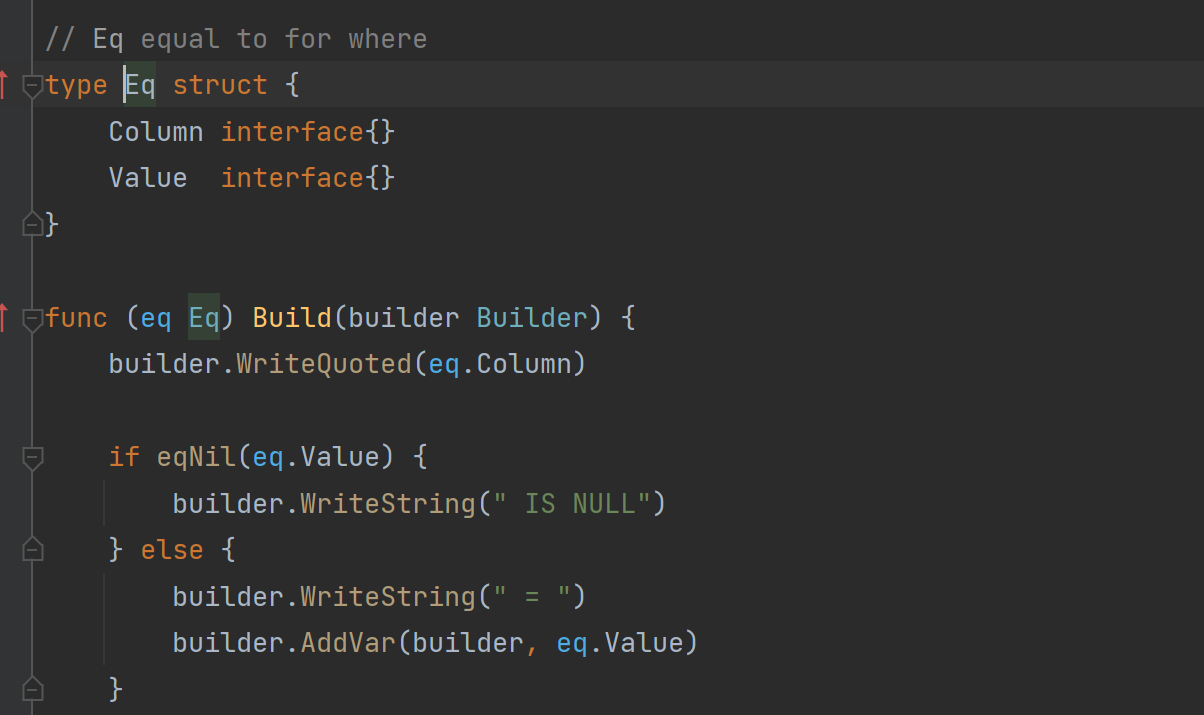 // Eq equal to for where
type Eq struct {
    Column interface{}
    Value  interface{}
}
func (eq Eq) Build(builder Builder) {
    builder.WriteQuoted(eq.Column)
    if eqNil(eq.Value) {
        builder.WriteString(" IS NULL")
    } else {
        builder.WriteString(" = ")
        builder.AddVar(builder, eq.Value)
    }